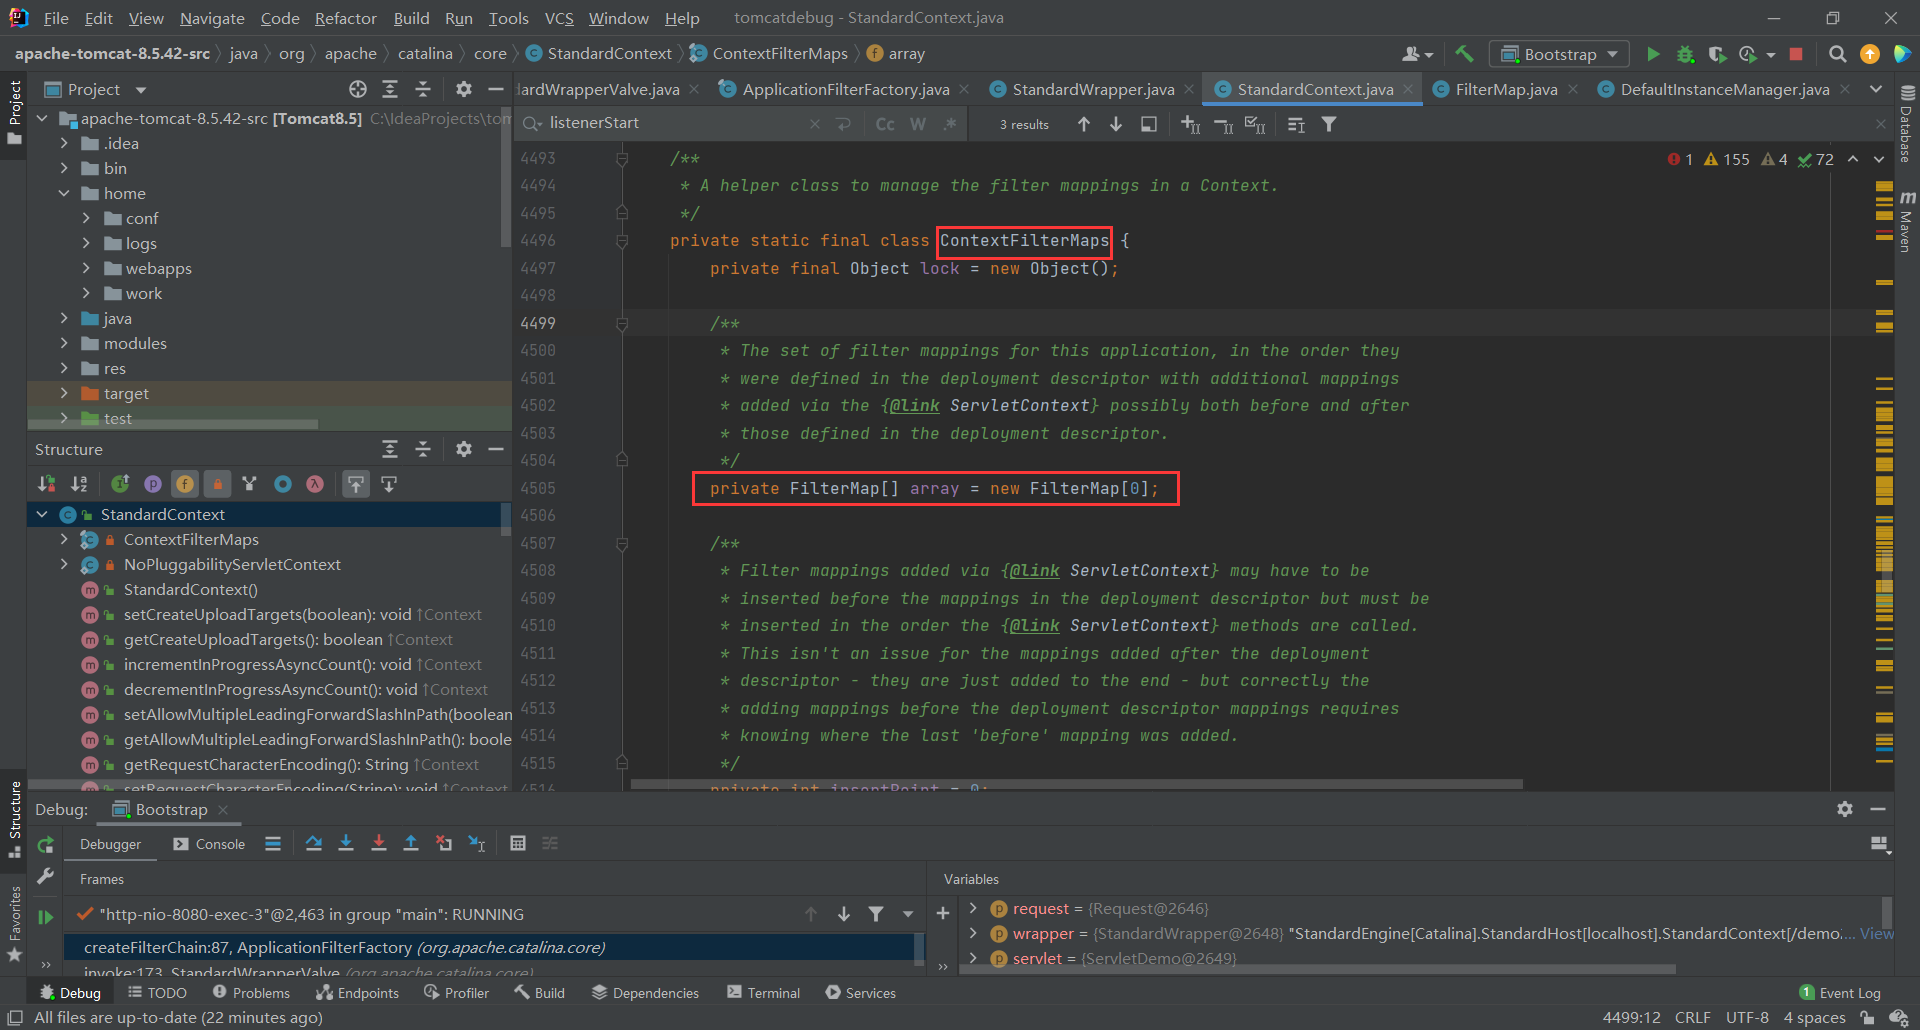 File Edit View Navigate Code Refactor Build Run Tools VCS Window Help tomcatdebug - StandardContext.java
apache-tomcat-8.5.42-src java org apache catalina core StandardContext ContextFilterMaps array
Bootstrap
Project
dardWrapperValve.java ApplicationFilterFactory.java StandardWrapper.java StandardContext.java FilterMap.java DefaultInstanceManager.java
listenerStart Cc W .* 3 results
apache-tomcat-8.5.42-src [Tomcat8.5] C:\IdeaProjects\tom
.idea
bin
home
conf
logs
webapps
work
java
modules
res
target
test
Structure
StandardContext
ContextFilterMaps
NoPluggabilityServletContext
StandardContext()
setCreateUploadTargets(boolean): void ↑Context
getCreateUploadTargets(): boolean ↑Context
incrementInProgressAsyncCount(): void ↑Context
decrementInProgressAsyncCount(): void ↑Context
setAllowMultipleLeadingForwardSlashInPath(boolean
getAllowMultipleLeadingForwardSlashInPath(): boole
getRequestCharacterEncoding(): String ↑Context
setRequestCharacterEncoding(String): void ↑Context
1 155 4 72
4493 /**
4494 * A helper class to manage the filter mappings in a Context.
4495 */
4496 private static final class ContextFilterMaps {
4497 private final Object lock = new Object();
4498
4499 /**
4500 * The set of filter mappings for this application, in the order they
4501 * were defined in the deployment descriptor with additional mappings
4502 * added via the {@link ServletContext} possibly both before and after
4503 * those defined in the deployment descriptor.
4504 */
4505 private FilterMap[] array = new FilterMap[0];
4506
4507 /**
4508 * Filter mappings added via {@link ServletContext} may have to be
4509 * inserted before the mappings in the deployment descriptor but must be
4510 * inserted in the order the {@link ServletContext} methods are called.
4511 * This isn't an issue for the mappings added after the deployment
4512 * descriptor - they are just added to the end - but correctly the
4513 * adding mappings before the deployment descriptor mappings requires
4514 * knowing where the last 'before' mapping was added.
4515 */
4516 private int insertPoint = 0;
Project
Structure
Favorites
Database
Maven
Debug: Bootstrap
Debugger Console
Frames
Variables
"http-nio-8080-exec-3"@2,463 in group "main": RUNNING
createFilterChain:87, ApplicationFilterFactory (org.apache.catalina.core)
invoke:173, StandardWrapperValve (org.apache.catalina.core)
request = {Request@2646}
wrapper = {StandardWrapper@2648} "StandardEngine[Catalina].StandardHost[localhost].StandardContext[/demo.... View
servlet = {ServletDemo@2649}
Debug TODO Problems Endpoints Profiler Build Dependencies Terminal Services 1 Event Log
All files are up-to-date (22 minutes ago) 4499:12 CRLF UTF-8 4 spaces